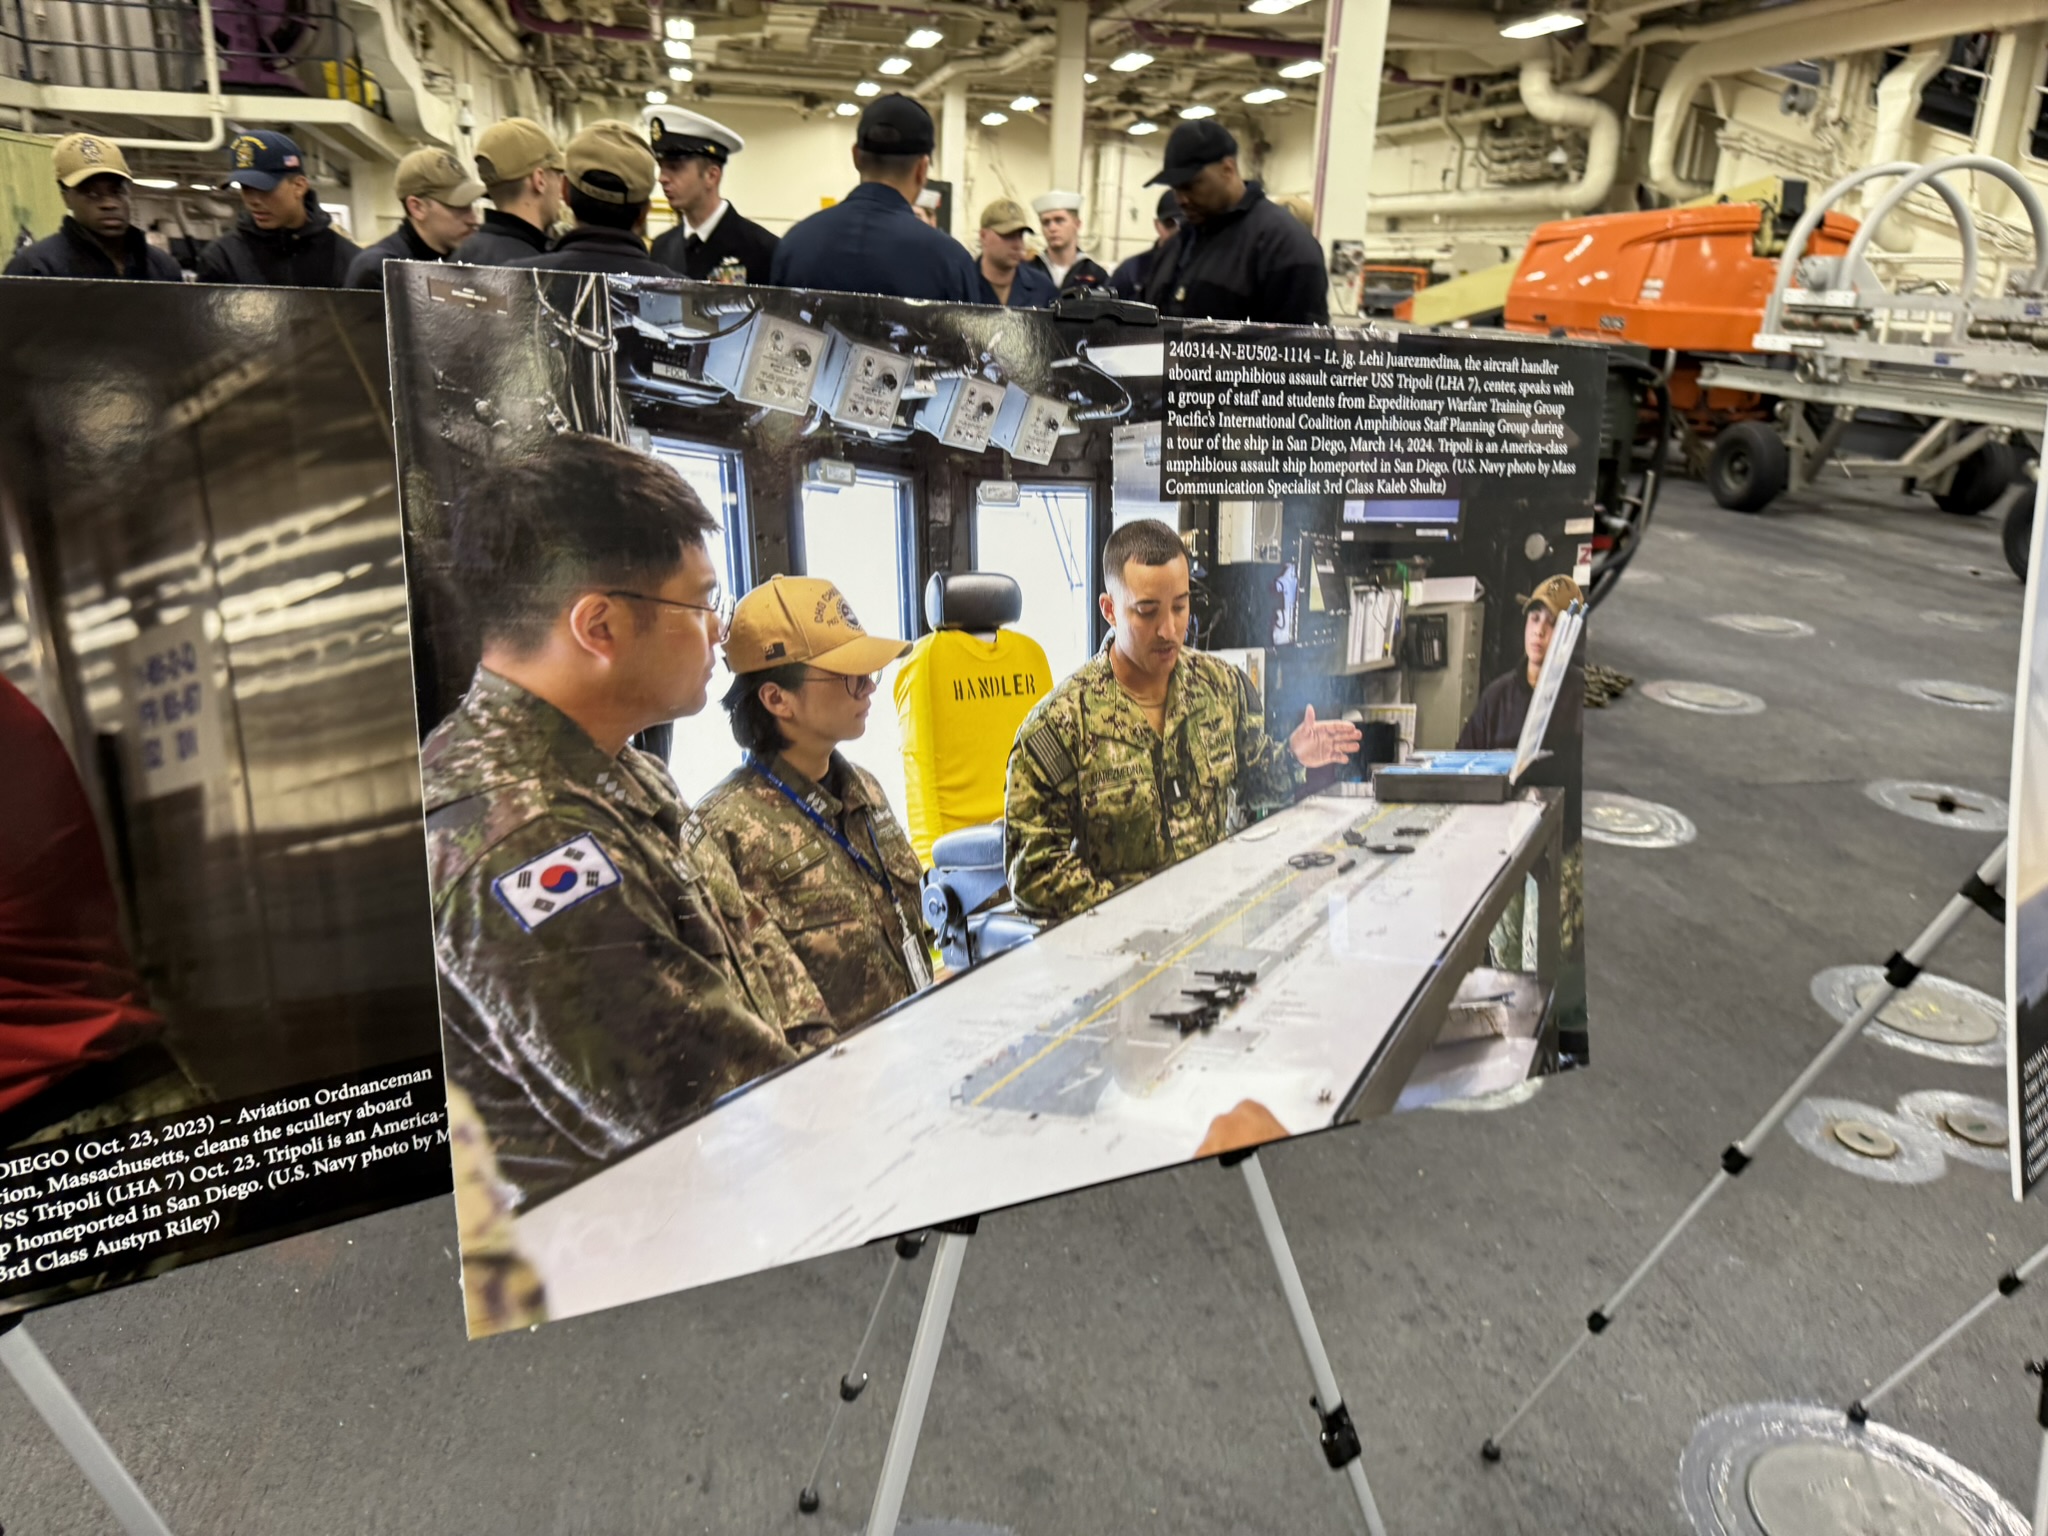 240314-N-EU502-1114 – Lt. jg. Lehi Juarezmedina, the aircraft handler
aboard amphibious assault carrier USS Tripoli (LHA 7), center, speaks with
a group of staff and students from Expeditionary Warfare Training Group
Pacific's International Coalition Amphibious Staff Planning Group during
a tour of the ship in San Diego, March 14, 2024. Tripoli is an America-class
amphibious assault ship homeported in San Diego. (U.S. Navy photo by Mass
Communication Specialist 3rd Class Kaleb Shultz)
HANDLER
JUAREZMEDINA
DIEGO (Oct. 23, 2023) – Aviation Ordnanceman
Massachusetts, cleans the scullery aboard
USS Tripoli (LHA 7) Oct. 23. Tripoli is an America-
homeported in San Diego. (U.S. Navy photo by M
3rd Class Austyn Riley)